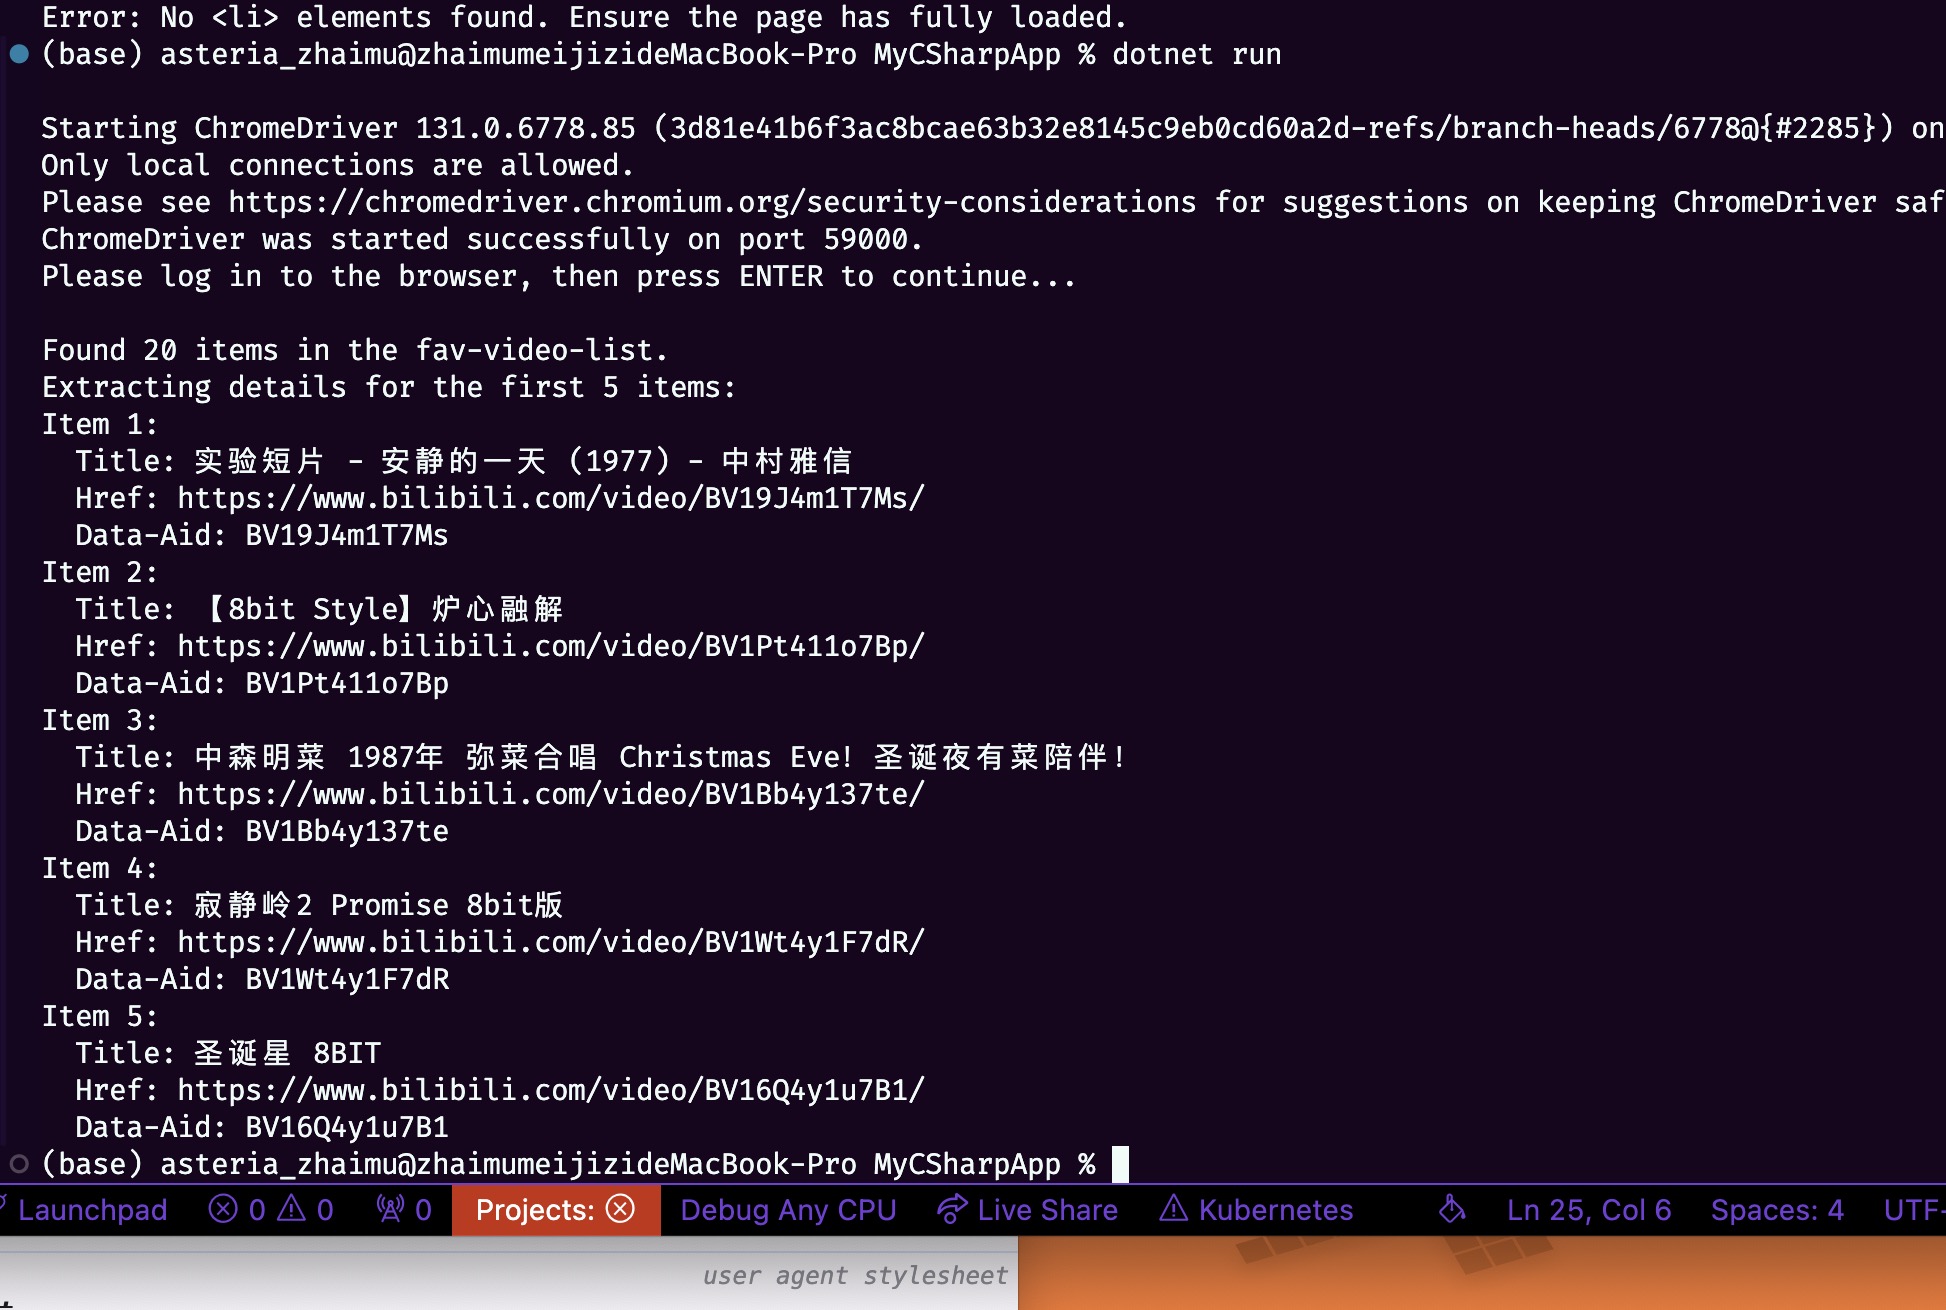 Error: No <li> elements found. Ensure the page has fully loaded.
(base) asteria_zhaimu@zhaimumeijizideMacBook-Pro MyCSharpApp % dotnet run
Starting ChromeDriver 131.0.6778.85 (3d81e41b6f3ac8bcae63b32e8145c9eb0cd60a2d-refs/branch-heads/6778@{#2285}) on
Only local connections are allowed.
Please see https://chromedriver.chromium.org/security-considerations for suggestions on keeping ChromeDriver saf
ChromeDriver was started successfully on port 59000.
Please log in to the browser, then press ENTER to continue...
Found 20 items in the fav-video-list.
Extracting details for the first 5 items:
Item 1:
Title: 实验短片 - 安静的一天 (1977) - 中村雅信
Href: https://www.bilibili.com/video/BV19J4m1T7Ms/
Data-Aid: BV19J4m1T7Ms
Item 2:
Title: 【8bit Style】炉心融解
Href: https://www.bilibili.com/video/BV1Pt411o7Bp/
Data-Aid: BV1Pt411o7Bp
Item 3:
Title: 中森明菜 1987年 弥菜合唱 Christmas Eve! 圣诞夜有菜陪伴!
Href: https://www.bilibili.com/video/BV1Bb4y137te/
Data-Aid: BV1Bb4y137te
Item 4:
Title: 寂静岭2 Promise 8bit版
Href: https://www.bilibili.com/video/BV1Wt4y1F7dR/
Data-Aid: BV1Wt4y1F7dR
Item 5:
Title: 圣诞星 8BIT
Href: https://www.bilibili.com/video/BV16Q4y1u7B1/
Data-Aid: BV16Q4y1u7B1
(base) asteria_zhaimu@zhaimumeijizideMacBook-Pro MyCSharpApp %
Launchpad 0 0 0 Projects: Debug Any CPU Live Share Kubernetes Ln 25, Col 6 Spaces: 4 UTF-
user agent stylesheet